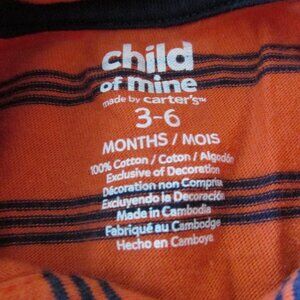 child
of mine
made by carter's™
3-6
MONTHS / MOIS
100% Cotton / Coton / Algodón
Exclusive of Decoration
Décoration non Comprise
Excluyendo la Decoración
Made in Cambodia
Fabriqué au Cambodge
Hecho en Camboya